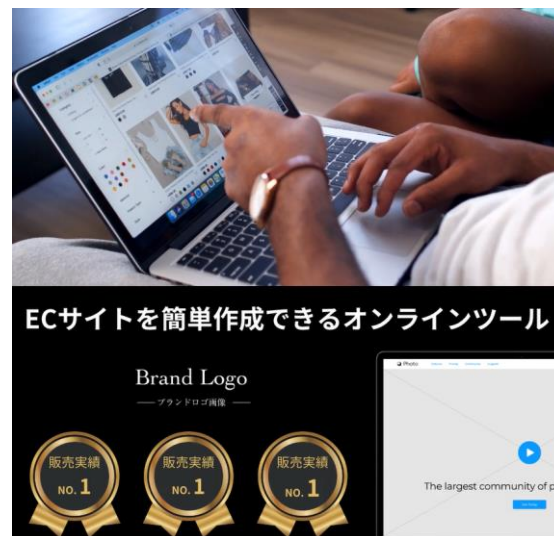 ECサイトを簡単作成できるオンラインツール
Brand Logo
ブランドロゴ画像
販売実績
NO. 1
販売実績
NO. 1
販売実績
NO. 1
Photo
The largest community of p